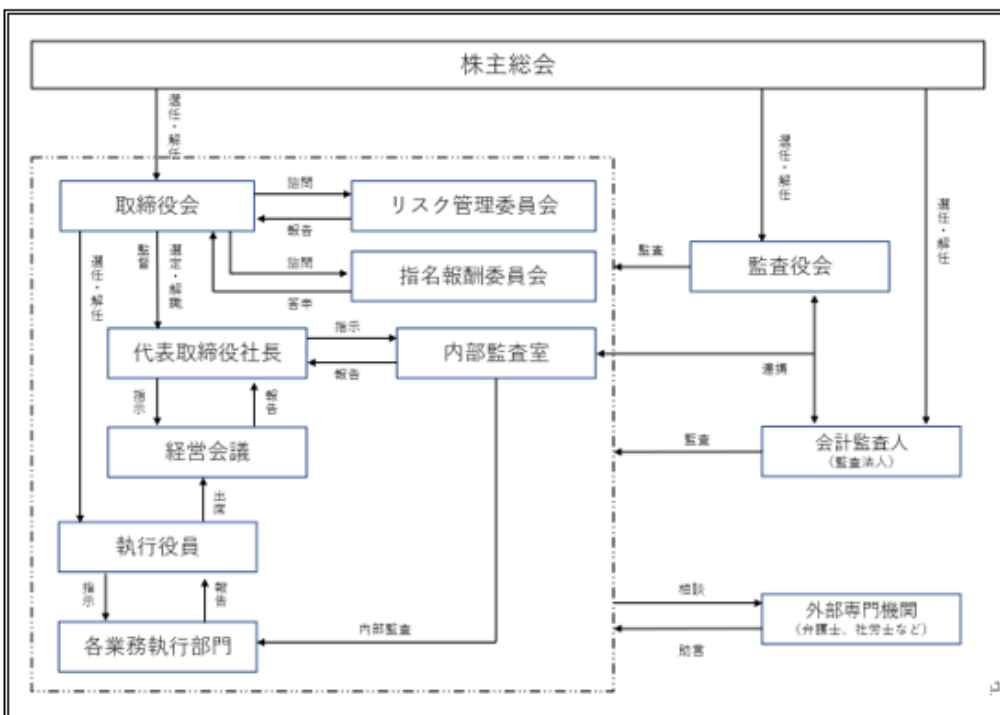 株主総会
選任・解任
選任・解任
選任・解任
取締役会
諮問
報告
リスク管理委員会
選任・解任
監督
選定・解職
諮問
答申
指名報酬委員会
監査
監査役会
代表取締役社長
指示
報告
内部監査室
連携
指示
報告
経営会議
監査
会計監査人
(監査法人)
出席
執行役員
指示
報告
内部監査
各業務執行部門
相談
助言
外部専門機関
(弁護士、社労士など)